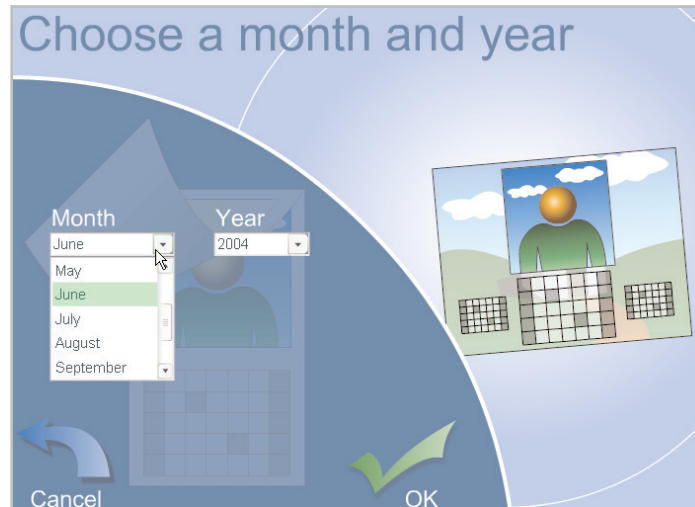 Choose a month and year
Month Year
June 2004
May
June
July
August
September
Cancel OK